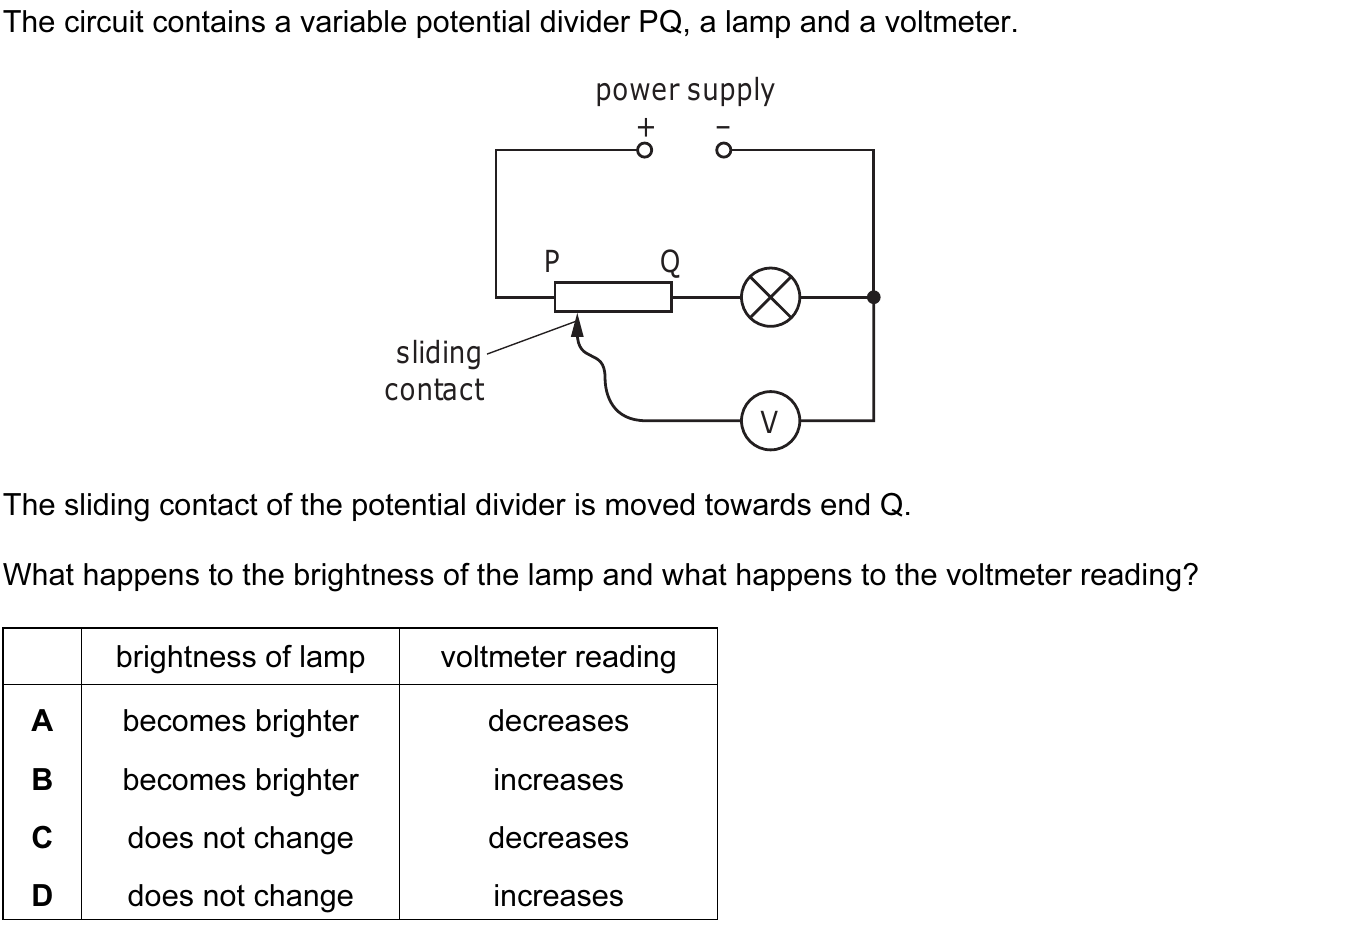 The circuit contains a variable potential divider PQ, a lamp and a voltmeter.
power supply
+ –
P Q
sliding
contact
V
The sliding contact of the potential divider is moved towards end Q.
What happens to the brightness of the lamp and what happens to the voltmeter reading?
brightness of lamp voltmeter reading
A becomes brighter decreases
B becomes brighter increases
C does not change decreases
D does not change increases